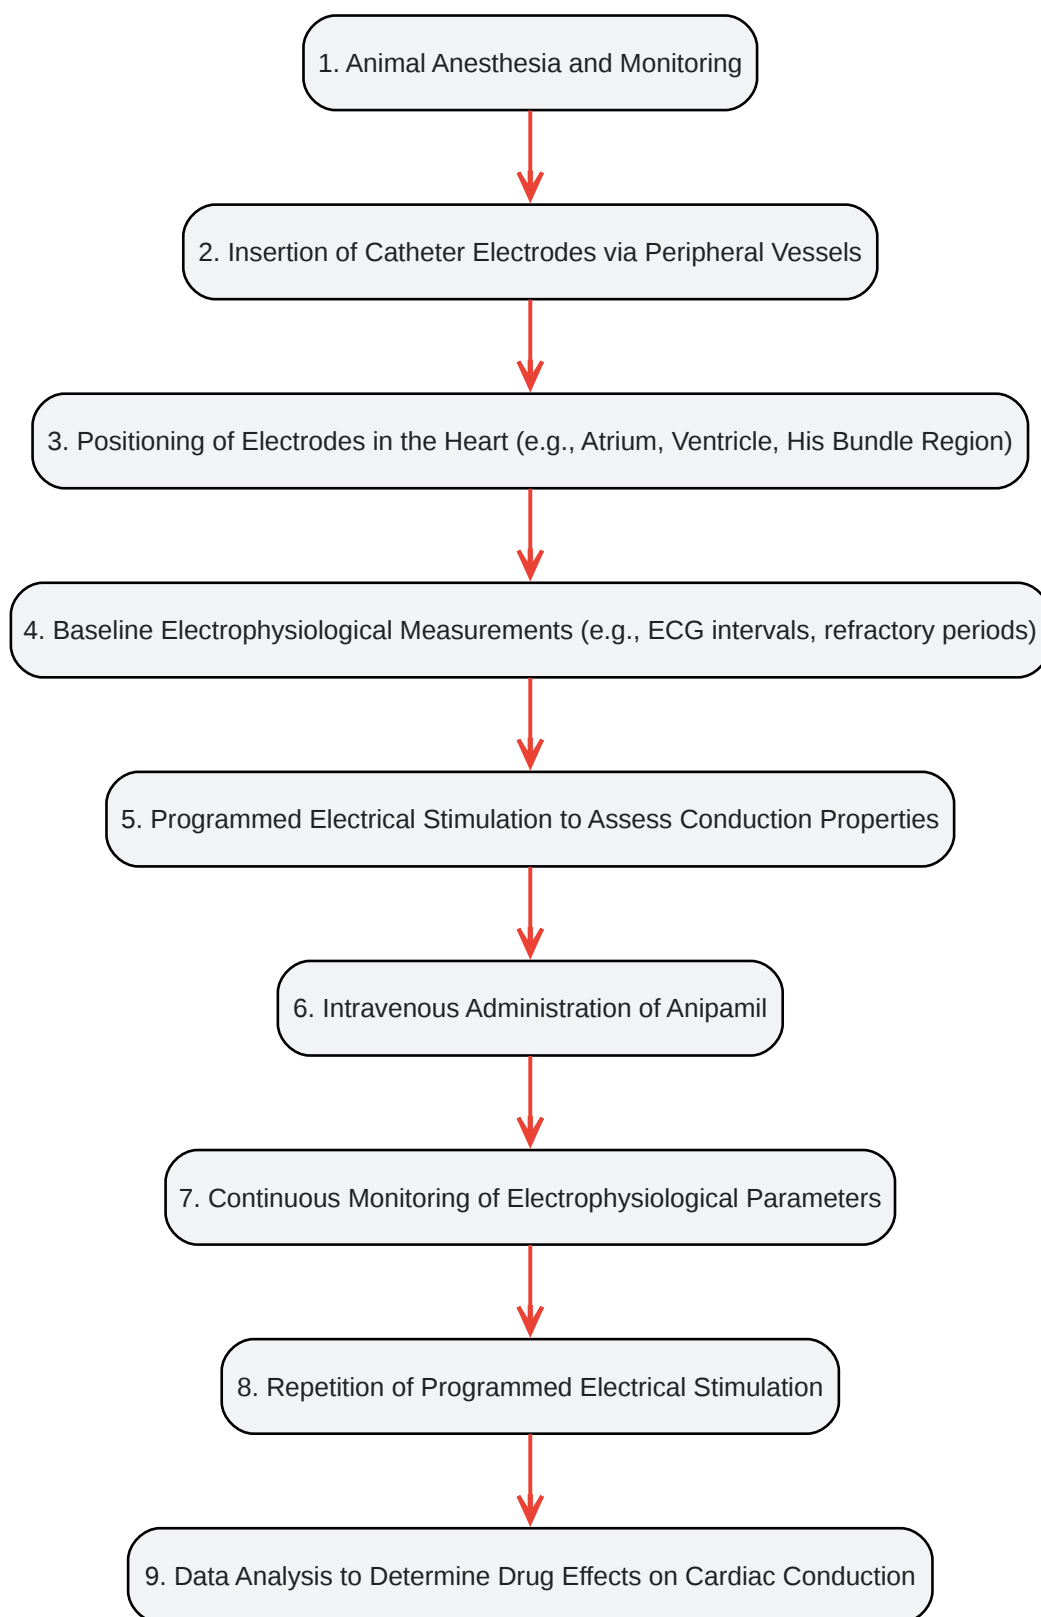 1. Animal Anesthesia and Monitoring
2. Insertion of Catheter Electrodes via Peripheral Vessels
3. Positioning of Electrodes in the Heart (e.g., Atrium, Ventricle, His Bundle Region)
4. Baseline Electrophysiological Measurements (e.g., ECG intervals, refractory periods)
5. Programmed Electrical Stimulation to Assess Conduction Properties
6. Intravenous Administration of Anipamil
7. Continuous Monitoring of Electrophysiological Parameters
8. Repetition of Programmed Electrical Stimulation
9. Data Analysis to Determine Drug Effects on Cardiac Conduction